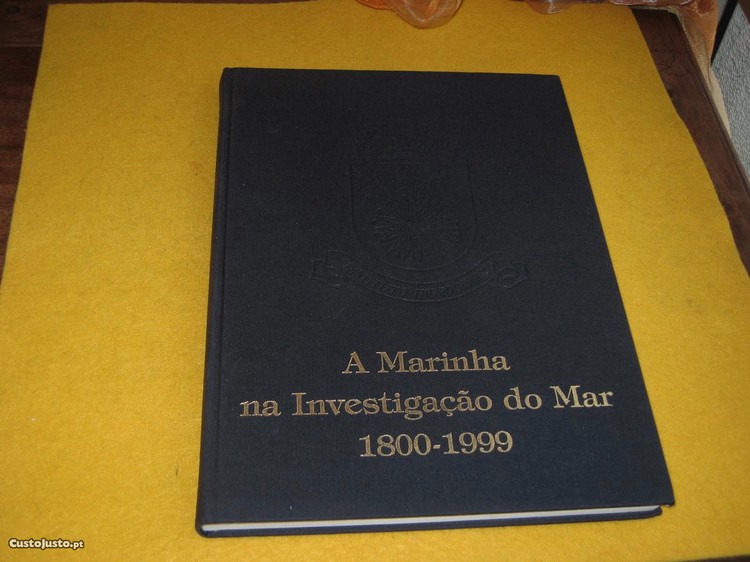 A Marinha
na Investigação do Mar
1800-1999
CustoJusto.pt